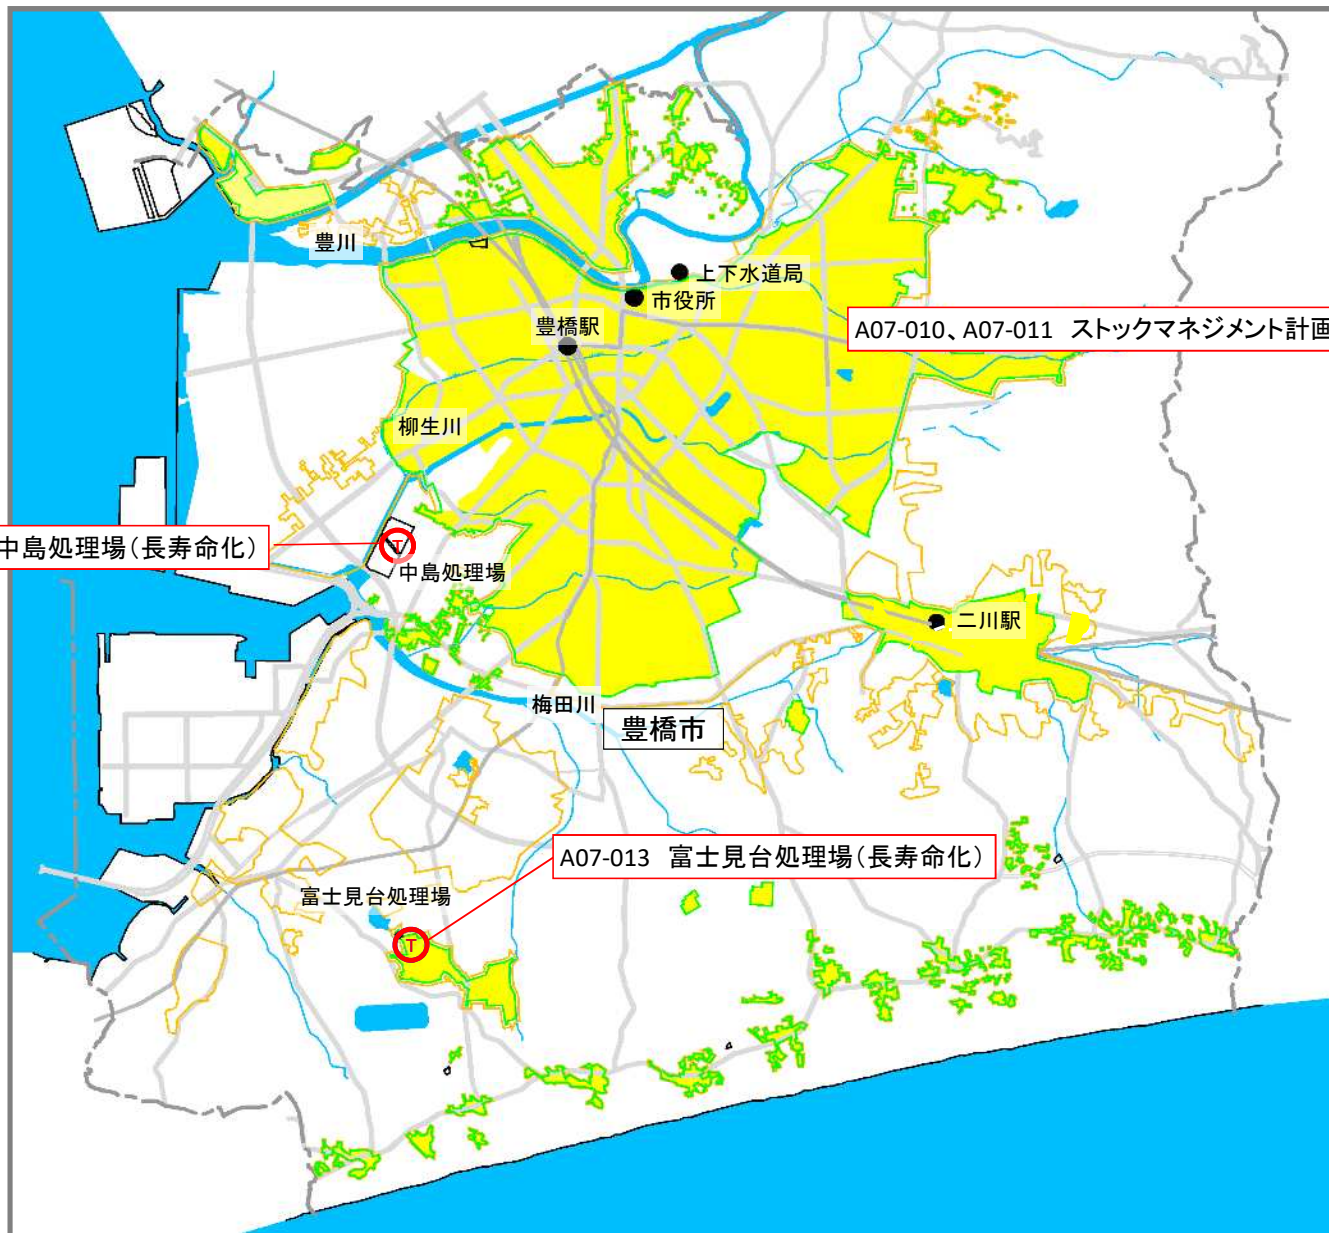 豊川
上下水道局
市役所
豊橋駅
A07-010、A07-011　ストックマネジメント計画
柳生川
中島処理場（長寿命化）
T
中島処理場
二川駅
梅田川
豊橋市
A07-013　富士見台処理場（長寿命化）
富士見台処理場
T